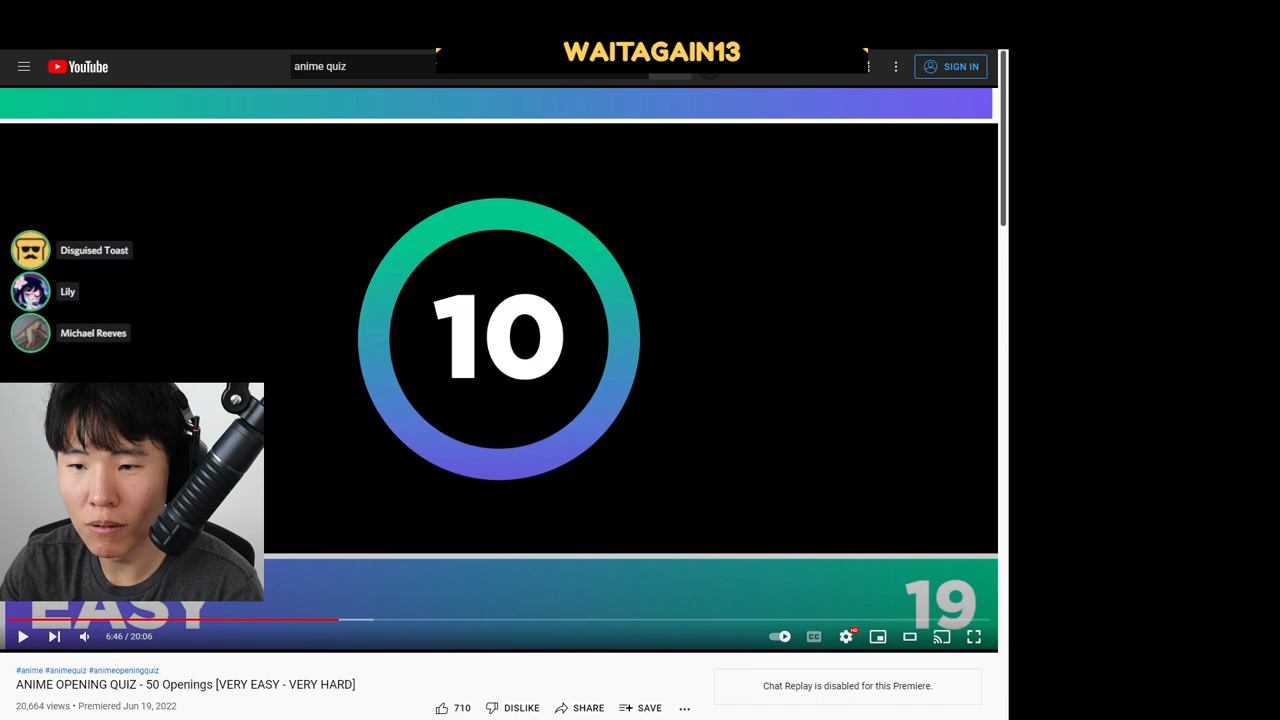 WAITAGAIN13
YouTube
anime quiz
SIGN IN
10
Disguised Toast
Lily
Michael Reeves
EASY
19
6:46 / 20:06
CC
HD
#anime #animequiz #animeopeningquiz
ANIME OPENING QUIZ - 50 Openings [VERY EASY - VERY HARD]
20,664 views • Premiered Jun 19, 2022
710
DISLIKE
SHARE
SAVE
Chat Replay is disabled for this Premiere.